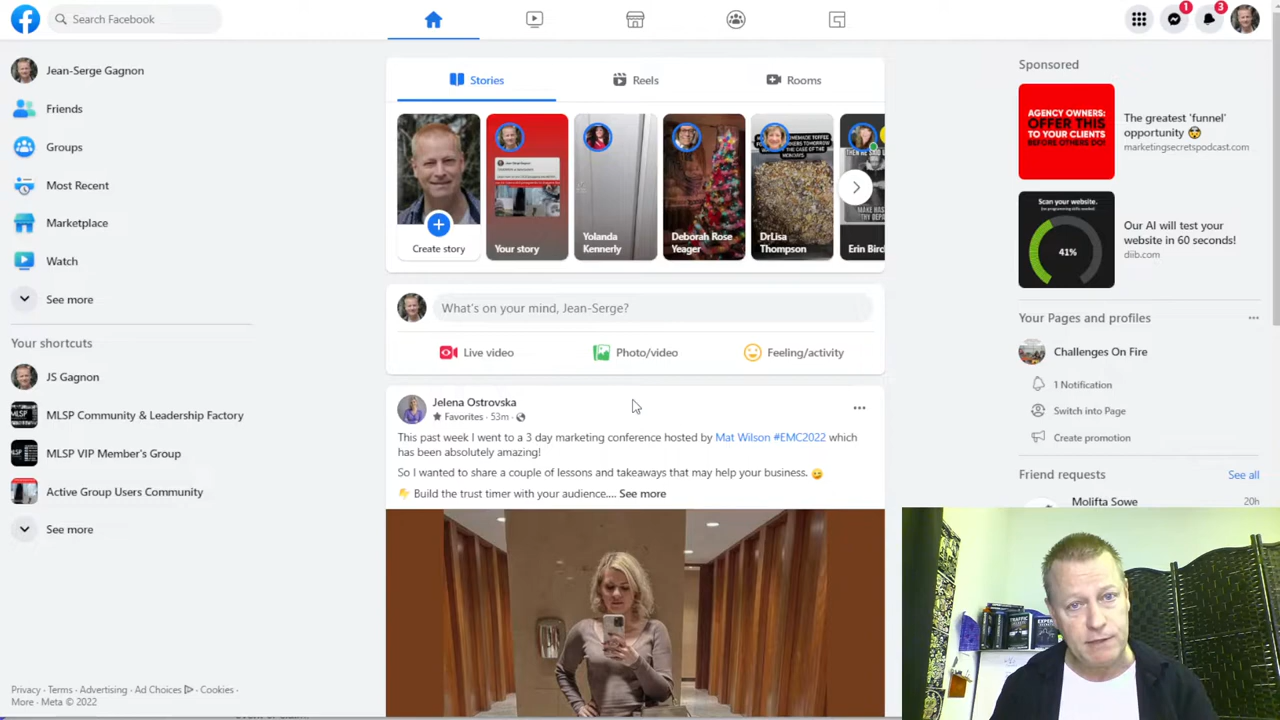 Search Facebook
1
3
Jean-Serge Gagnon
Friends
Groups
Most Recent
Marketplace
Watch
See more
Your shortcuts
JS Gagnon
MLSP Community & Leadership Factory
MLSP VIP Member's Group
Active Group Users Community
See more
Privacy · Terms · Advertising · Ad Choices · Cookies ·
More · Meta © 2022
Stories
Reels
Rooms
Create story
Your story
Yolanda
Kennerly
Deborah Rose
Yeager
DrLisa
Thompson
Erin Bird
What's on your mind, Jean-Serge?
Live video
Photo/video
Feeling/activity
Jelena Ostrovska
Favorites · 53m ·
This past week I went to a 3 day marketing conference hosted by Mat Wilson #EMC2022 which
has been absolutely amazing!
So I wanted to share a couple of lessons and takeaways that may help your business. 😉
👇 Build the trust timer with your audience.... See more
Sponsored
AGENCY OWNERS:
OFFER THIS
TO YOUR CLIENTS
BEFORE OTHERS DO!
The greatest 'funnel'
opportunity 🤯
marketingsecretspodcast.com
Scan your website.
41%
Our AI will test your
website in 60 seconds!
diib.com
Your Pages and profiles
Challenges On Fire
1 Notification
Switch into Page
Create promotion
Friend requests
See all
Molifta Sowe
20h
TRAFFIC
EXPERT